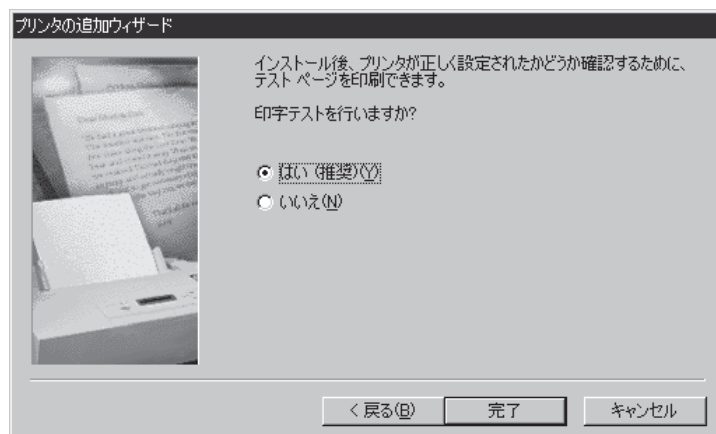 プリンタの追加ウィザード
インストール後、プリンタが正しく設定されたかどうか確認するために、
テスト ページを印刷できます。
印字テストを行いますか?
はい (推奨)(Y)
いいえ(N)
< 戻る(B)
完了
キャンセル